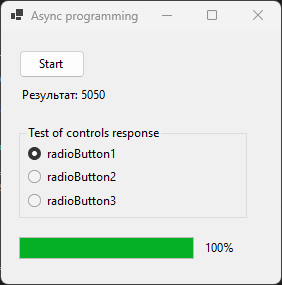 Async programming
Start
Результат: 5050
Test of controls response
radioButton1
radioButton2
radioButton3
100%